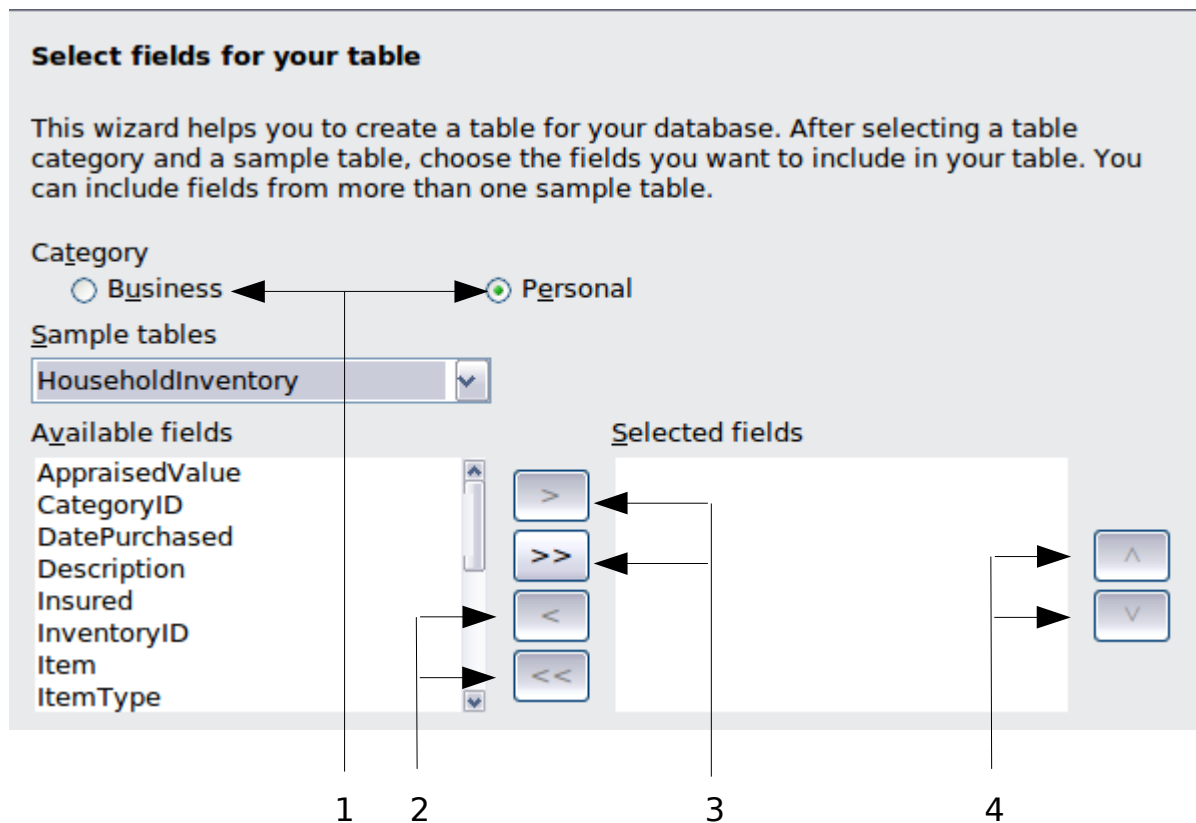 Select fields for your table
This wizard helps you to create a table for your database. After selecting a table
category and a sample table, choose the fields you want to include in your table. You
can include fields from more than one sample table.
Category
Business Personal
Sample tables
HouseholdInventory
Available fields Selected fields
AppraisedValue
CategoryID
DatePurchased
Description
Insured
InventoryID
Item
ItemType
>
>>
<
<<
^
v
1 2 3 4